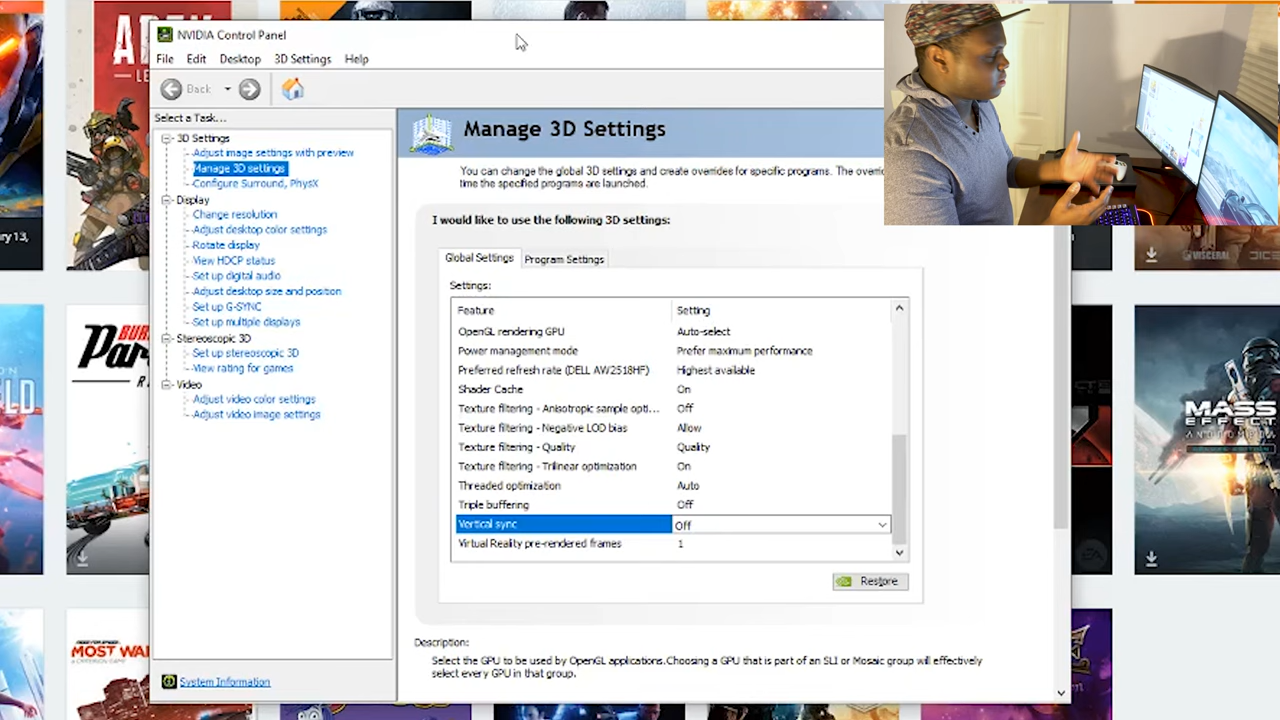 NVIDIA Control Panel
File Edit Desktop 3D Settings Help
Back
Select a Task...
3D Settings
Adjust image settings with preview
Manage 3D settings
Configure Surround, PhysX
Display
Change resolution
Adjust desktop color settings
Rotate display
View HDCP status
Set up digital audio
Adjust desktop size and position
Set up G-SYNC
Set up multiple displays
Stereoscopic 3D
Set up stereoscopic 3D
View rating for games
Video
Adjust video color settings
Adjust video image settings
System Information
Manage 3D Settings
You can change the global 3D settings and create overrides for specific programs. The
time the specified programs are launched.
I would like to use the following 3D settings:
Global Settings Program Settings
Settings:
Feature Setting
OpenGL rendering GPU Auto-select
Power management mode Prefer maximum performance
Preferred refresh rate (DELL AW2518HF) Highest available
Shader Cache On
Texture filtering - Anisotropic sample opti... Off
Texture filtering - Negative LOD bias Allow
Texture filtering - Quality Quality
Texture filtering - Trilinear optimization On
Threaded optimization Auto
Triple buffering Off
Vertical sync Off
Virtual Reality pre-rendered frames 1
Restore
Description:
Select the GPU to be used by OpenGL applications.Choosing a GPU that is part of an SLI or Mosaic group will effectively
select every GPU in that group.
ry 13,
VISCERAL DICE
MASS
EFFECT
ANDROMEDA
EA
MOST WA